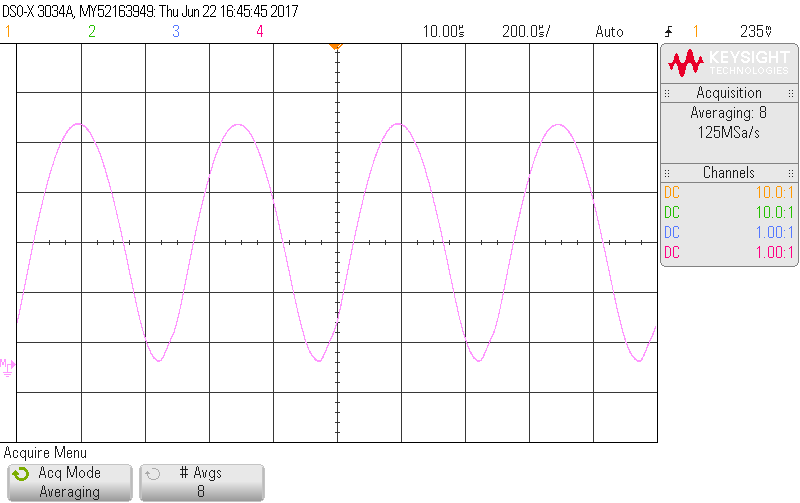 DSO-X 3034A, MY52163949: Thu Jun 22 16:45:45 2017
1 2 3 4 10.00s 200.0s/ Auto 1 235mV
KEYSIGHT
TECHNOLOGIES
Acquisition
Averaging: 8
125MSa/s
Channels
DC 10.0:1
DC 10.0:1
DC 1.00:1
DC 1.00:1
M
Acquire Menu
Acq Mode
Averaging
# Avgs
8